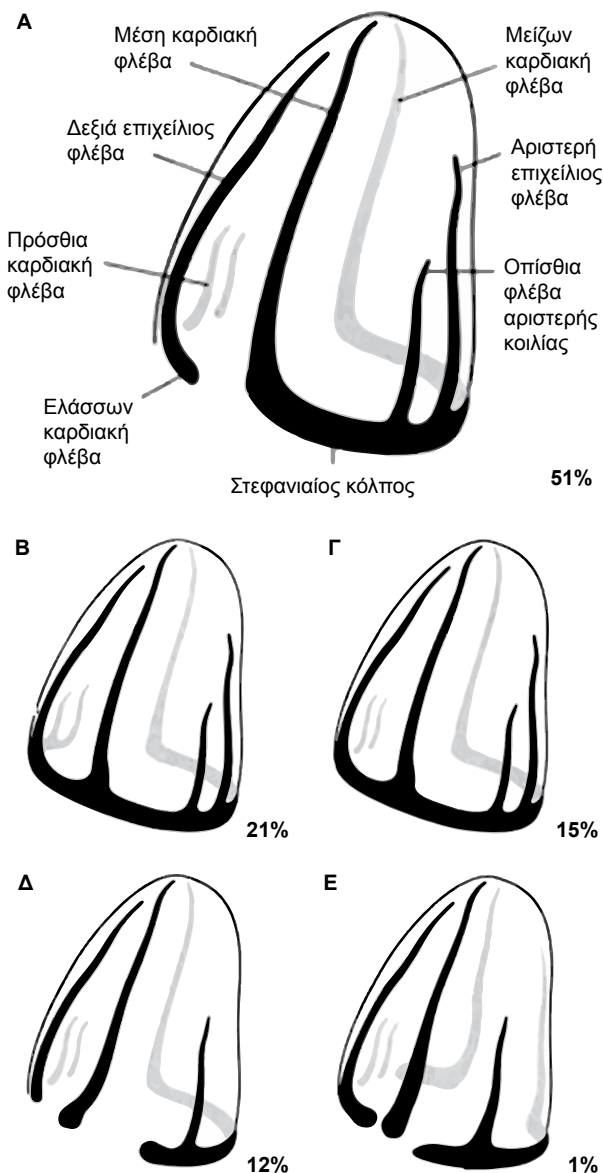 Α
Μέση καρδιακή
φλέβα
Μείζων
καρδιακή
φλέβα
Δεξιά επιχείλιος
φλέβα
Αριστερή
επιχείλιος
φλέβα
Πρόσθια
καρδιακή
φλέβα
Οπίσθια
φλέβα
αριστερής
κοιλίας
Ελάσσων
καρδιακή
φλέβα
Στεφανιαίος κόλπος
51%
Β
21%
Γ
15%
Δ
12%
Ε
1%